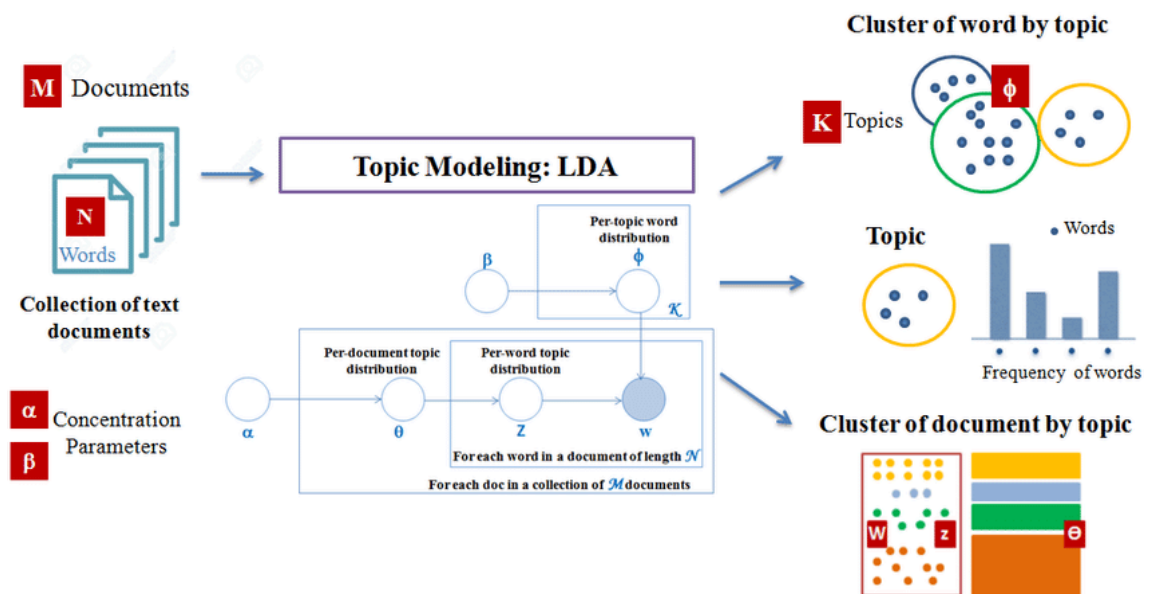 Cluster of word by topic
M Documents
ϕ
K Topics
Topic Modeling: LDA
N
Words
Per-topic word
distribution
β
ϕ
K
Topic
Words
Frequency of words
Collection of text
documents
Per-document topic
distribution
Per-word topic
distribution
α
θ
Z
w
For each word in a document of length N
For each doc in a collection of M documents
α
β
Concentration
Parameters
Cluster of document by topic
W
z
Θ